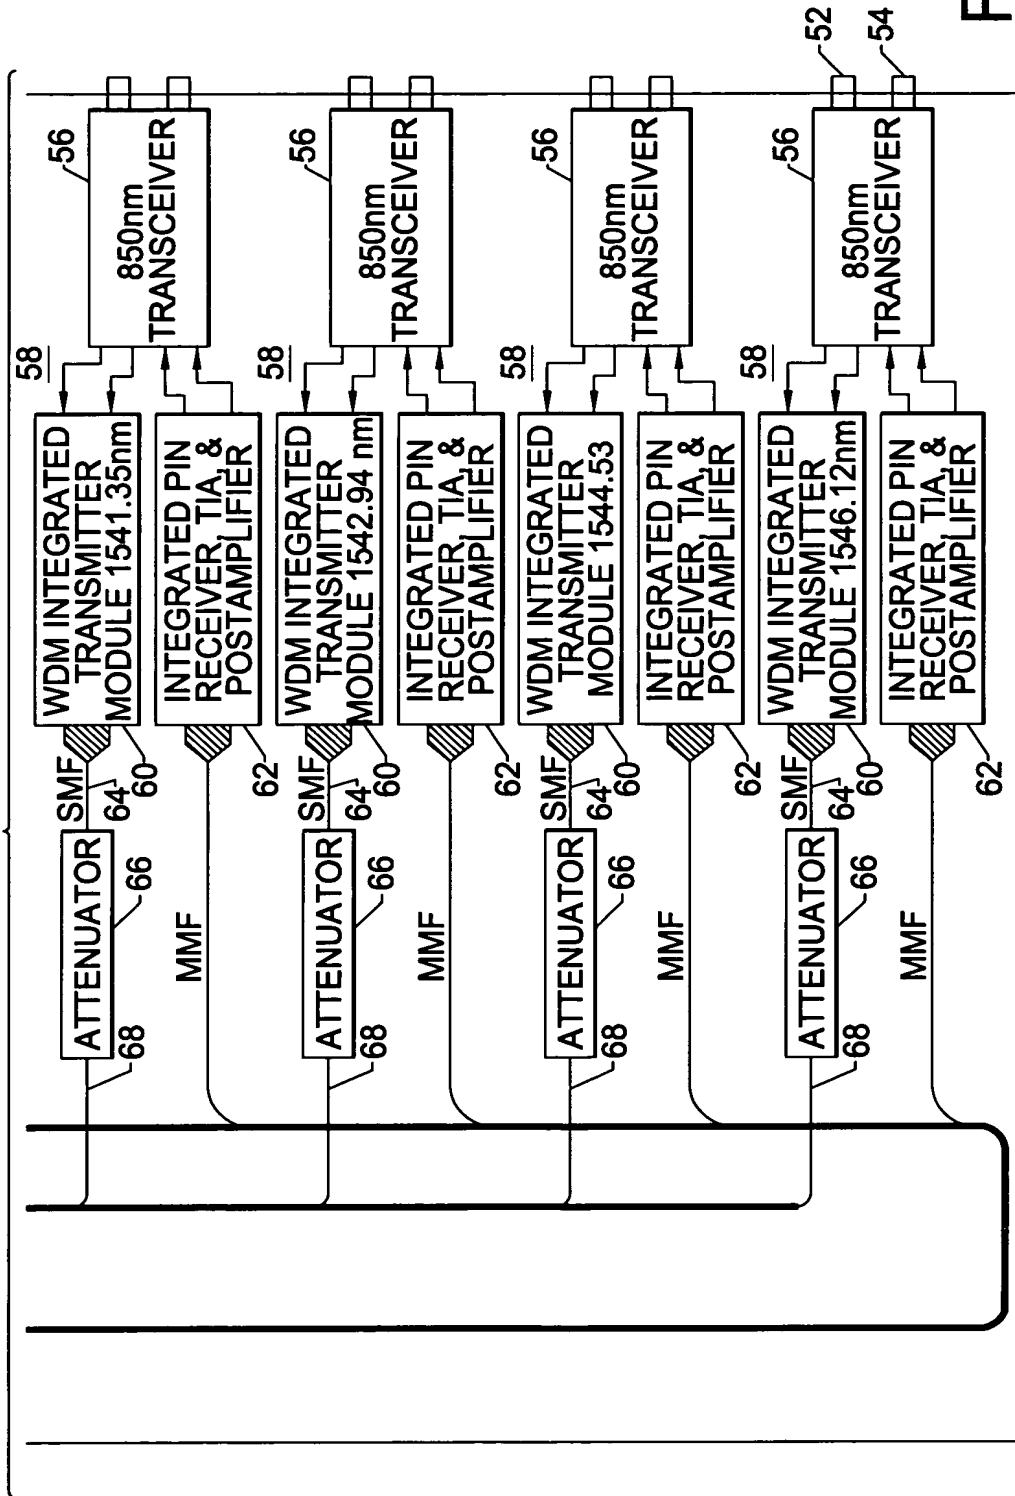 F
52
54
56
850nm
TRANSCEIVER
58
WDM INTEGRATED
TRANSMITTER
MODULE 1541.35nm
INTEGRATED PIN
RECEIVER, TIA, &
POSTAMPLIFIER
60
62
SMF
64
ATTENUATOR
66
68
MMF
56
850nm
TRANSCEIVER
58
WDM INTEGRATED
TRANSMITTER
MODULE 1542.94 nm
INTEGRATED PIN
RECEIVER, TIA, &
POSTAMPLIFIER
60
62
SMF
64
ATTENUATOR
66
68
MMF
56
850nm
TRANSCEIVER
58
WDM INTEGRATED
TRANSMITTER
MODULE 1544.53
INTEGRATED PIN
RECEIVER, TIA, &
POSTAMPLIFIER
60
62
SMF
64
ATTENUATOR
66
68
MMF
56
850nm
TRANSCEIVER
58
WDM INTEGRATED
TRANSMITTER
MODULE 1546.12nm
INTEGRATED PIN
RECEIVER, TIA, &
POSTAMPLIFIER
60
62
SMF
64
ATTENUATOR
66
68
MMF